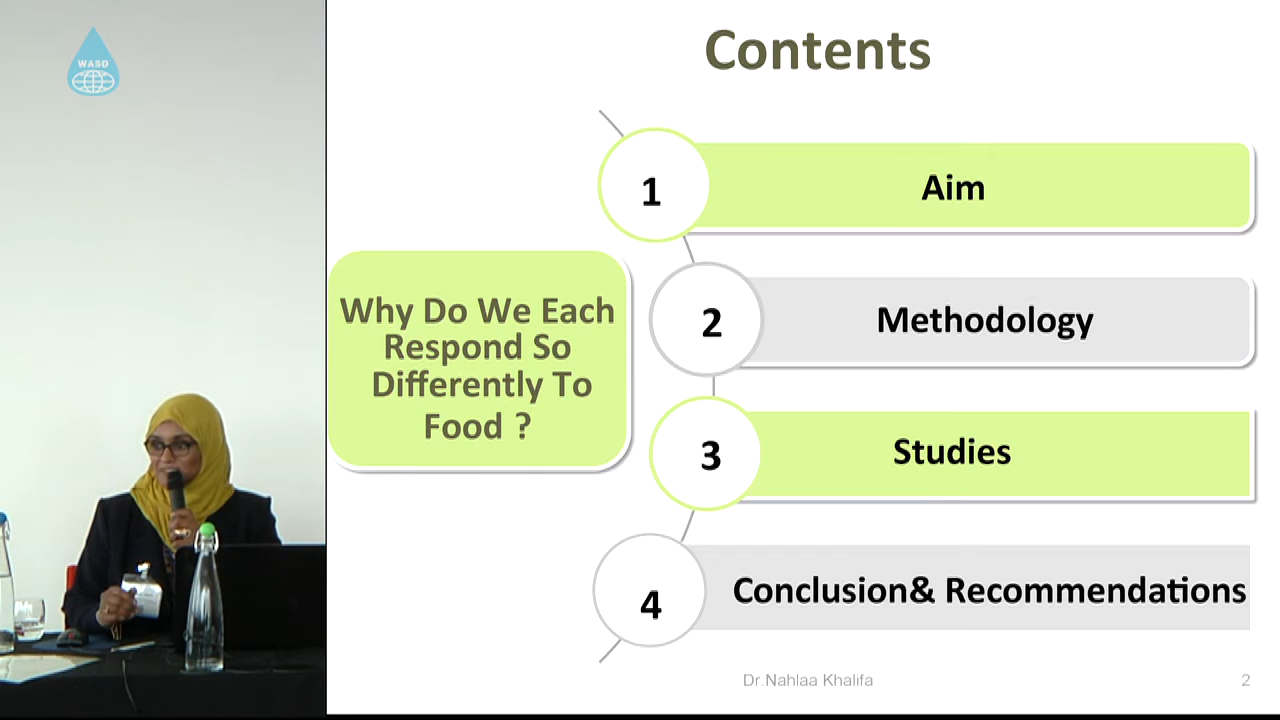 WASD
Contents
1
Aim
2
Methodology
Why Do We Each
Respond So
Differently To
Food ?
3
Studies
4
Conclusion& Recommendations
Dr.Nahlaa Khalifa
2